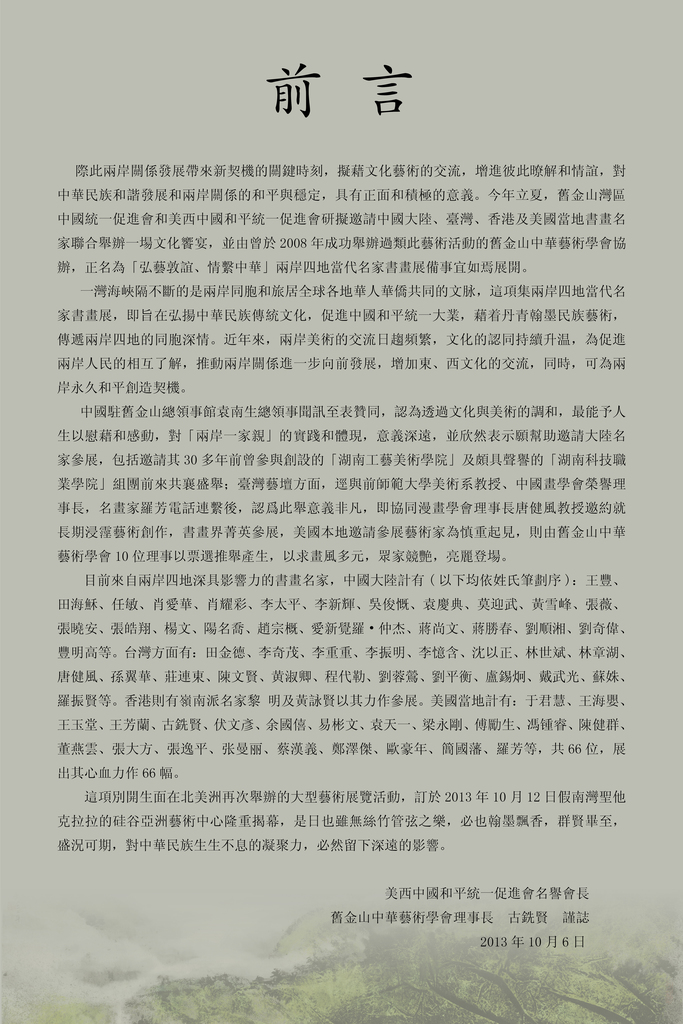 前 言
際此兩岸關係發展帶來新契機的關鍵時刻，擬藉文化藝術的交流，增進彼此瞭解和情誼，對
中華民族和諧發展和兩岸關係的和平與穩定，具有正面和積極的意義。今年立夏，舊金山灣區
中國統一促進會和美西中國和平統一促進會研擬邀請中國大陸、臺灣、香港及美國當地書畫名
家聯合舉辦一場文化饗宴，並由曾於 2008 年成功舉辦過類此藝術活動的舊金山中華藝術學會協
辦，正名為「弘藝敦誼、情繫中華」兩岸四地當代名家書畫展備事宜如焉展開。
一灣海峽隔不斷的是兩岸同胞和旅居全球各地華人華僑共同的文脉，這項集兩岸四地當代名
家書畫展，即旨在弘揚中華民族傳統文化，促進中國和平統一大業，藉着丹青翰墨民族藝術，
傳遞兩岸四地的同胞深情。近年來，兩岸美術的交流日趨頻繁，文化的認同持續升温，為促進
兩岸人民的相互了解，推動兩岸關係進一步向前發展，增加東、西文化的交流，同時，可為兩
岸永久和平創造契機。
中國駐舊金山總領事館袁南生總領事聞訊至表贊同，認為透過文化與美術的調和，最能予人
生以慰藉和感動，對「兩岸一家親」的實踐和體現，意義深遠，並欣然表示願幫助邀請大陸名
家參展，包括邀請其 30 多年前曾參與創設的「湖南工藝美術學院」及頗具聲譽的「湖南科技職
業學院」組團前來共襄盛舉；臺灣藝壇方面，逕與前師範大學美術系教授、中國畫學會榮譽理
事長，名畫家羅芳電話連繫後，認爲此舉意義非凡，即協同漫畫學會理事長唐健風教授邀約就
長期浸霪藝術創作，書畫界菁英參展，美國本地邀請參展藝術家為慎重起見，則由舊金山中華
藝術學會 10 位理事以票選推舉產生，以求畫風多元，眾家競艷，亮麗登場。
目前來自兩岸四地深具影響力的書畫名家，中國大陸計有（以下均依姓氏筆劃序）：王豐、
田海穌、任敏、肖愛華、肖耀彩、李太平、李新輝、吳俊慨、袁慶典、莫迎武、黃雪峰、張薇、
張曉安、張皓翔、楊文、陽名喬、趙宗概、愛新覺羅•仲杰、蔣尚文、蔣勝春、劉順湘、劉奇偉、
豐明高等。台灣方面有：田金德、李奇茂、李重重、李振明、李憶含、沈以正、林世斌、林章湖、
唐健風、孫翼華、莊連東、陳文賢、黃淑卿、程代勒、劉蓉鶯、劉平衡、盧錫炯、戴武光、蘇姝、
羅振賢等。香港則有嶺南派名家黎 明及黃詠賢以其力作參展。美國當地計有：于君慧、王海嬰、
王玉堂、王芳蘭、古銑賢、伏文彥、余國倍、易彬文、袁天一、梁永剛、傅勵生、馮锺睿、陳健群、
董燕雲、張大方、張逸平、张曼丽、蔡漢義、鄭澤傑、歐豪年、簡國藩、羅芳等，共 66 位，展
出其心血力作 66 幅。
這項別開生面在北美洲再次舉辦的大型藝術展覽活動，訂於 2013 年 10 月 12 日假南灣聖他
克拉拉的硅谷亞洲藝術中心隆重揭幕，是日也雖無絲竹管弦之樂，必也翰墨飄香，群賢畢至，
盛況可期，對中華民族生生不息的凝聚力，必然留下深遠的影響。
美西中國和平統一促進會名譽會長
舊金山中華藝術學會理事長 古銑賢 謹誌
2013 年 10 月 6 日